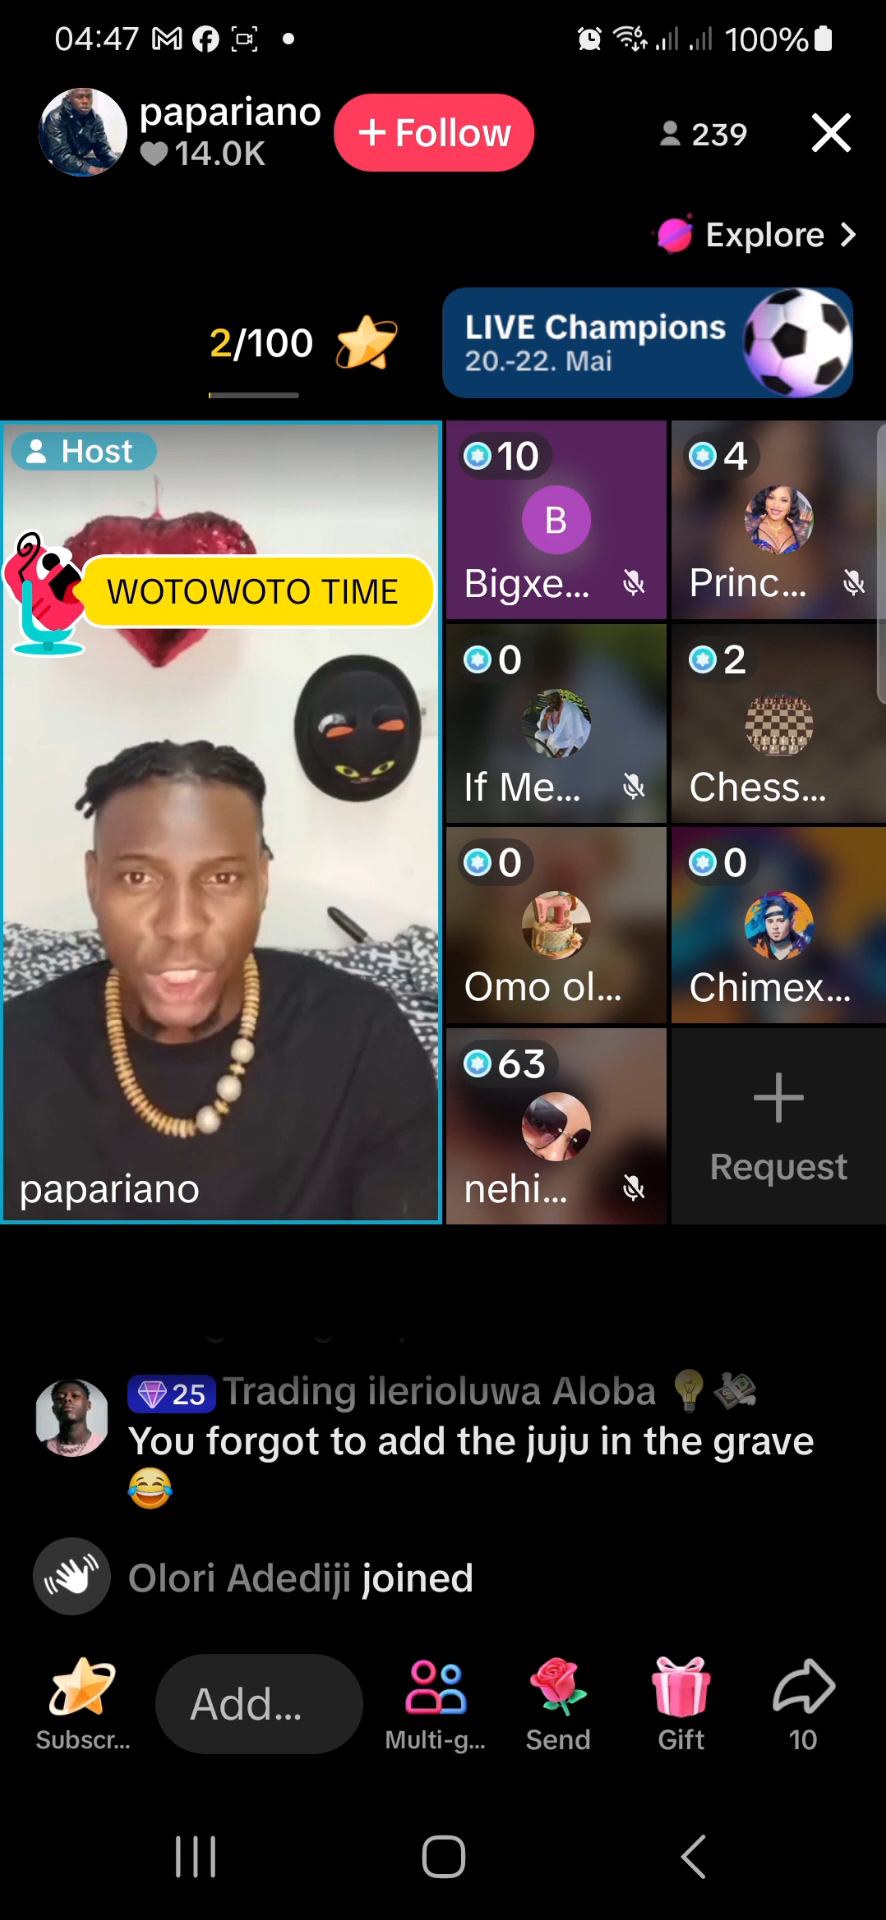 04:47
100%
papariano
14.0K
+ Follow
239
Explore
2/100
LIVE Champions
20.-22. Mai
Host
WOTOWOTO TIME
papariano
10
B
Bigxe...
4
Princ...
0
If Me...
2
Chess...
0
Omo ol...
0
Chimex...
63
nehi...
Request
25 Trading ilerioluwa Aloba
You forgot to add the juju in the grave
Olori Adediji joined
Add...
Subscr...
Multi-g...
Send
Gift
10